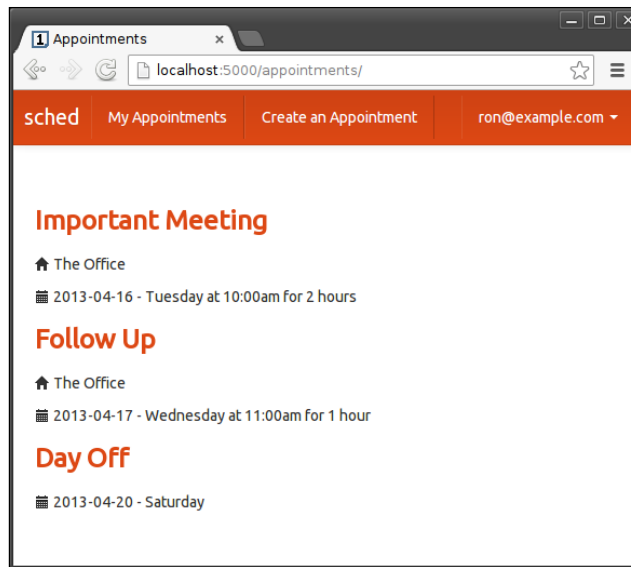 1 Appointments ×
localhost:5000/appointments/
sched My Appointments Create an Appointment ron@example.com
Important Meeting
The Office
2013-04-16 - Tuesday at 10:00am for 2 hours
Follow Up
The Office
2013-04-17 - Wednesday at 11:00am for 1 hour
Day Off
2013-04-20 - Saturday